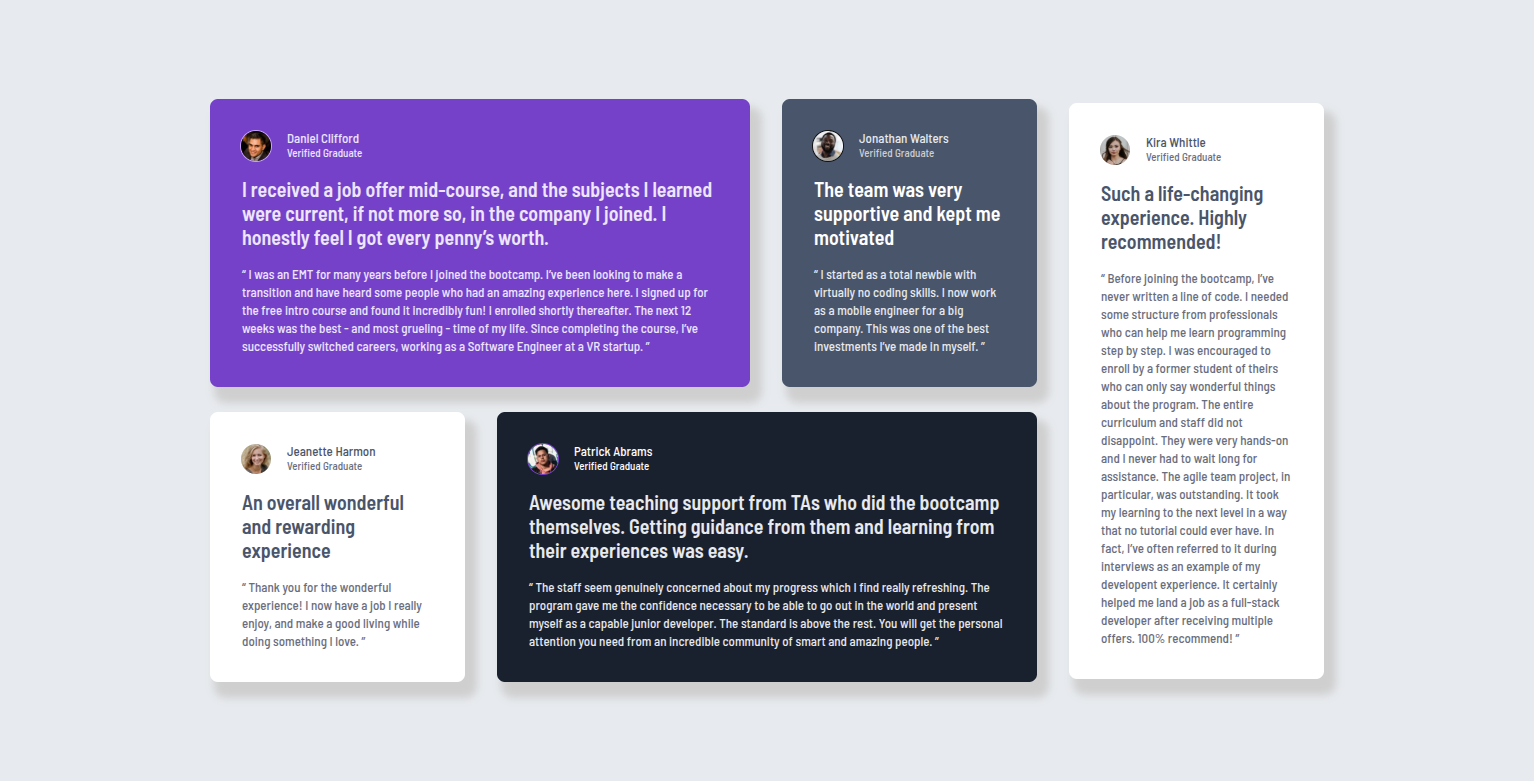 Daniel Clifford
Verified Graduate
I received a job offer mid-course, and the subjects I learned
were current, if not more so, in the company I joined. I
honestly feel I got every penny’s worth.
“ I was an EMT for many years before I joined the bootcamp. I’ve been looking to make a
transition and have heard some people who had an amazing experience here. I signed up for
the free intro course and found it incredibly fun! I enrolled shortly thereafter. The next 12
weeks was the best - and most grueling - time of my life. Since completing the course, I’ve
successfully switched careers, working as a Software Engineer at a VR startup. ”
Jonathan Walters
Verified Graduate
The team was very
supportive and kept me
motivated
“ I started as a total newbie with
virtually no coding skills. I now work
as a mobile engineer for a big
company. This was one of the best
investments I’ve made in myself. ”
Kira Whittle
Verified Graduate
Such a life-changing
experience. Highly
recommended!
“ Before joining the bootcamp, I’ve
never written a line of code. I needed
some structure from professionals
who can help me learn programming
step by step. I was encouraged to
enroll by a former student of theirs
who can only say wonderful things
about the program. The entire
curriculum and staff did not
disappoint. They were very hands-on
and I never had to wait long for
assistance. The agile team project, in
particular, was outstanding. It took
my learning to the next level in a way
that no tutorial could ever have. In
fact, I’ve often referred to it during
interviews as an example of my
developent experience. It certainly
helped me land a job as a full-stack
developer after receiving multiple
offers. 100% recommend! ”
Jeanette Harmon
Verified Graduate
An overall wonderful
and rewarding
experience
“ Thank you for the wonderful
experience! I now have a job I really
enjoy, and make a good living while
doing something I love. ”
Patrick Abrams
Verified Graduate
Awesome teaching support from TAs who did the bootcamp
themselves. Getting guidance from them and learning from
their experiences was easy.
“ The staff seem genuinely concerned about my progress which I find really refreshing. The
program gave me the confidence necessary to be able to go out in the world and present
myself as a capable junior developer. The standard is above the rest. You will get the personal
attention you need from an incredible community of smart and amazing people. ”